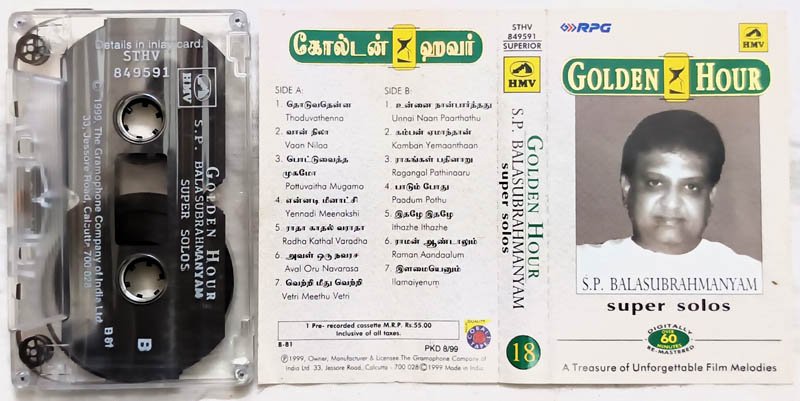 Details in inlay card.
STHV
849591
HMV
© 1999, The Gramophone Company of India Ltd.
33, Jessore Road, Calcutta - 700 028
GOLDEN HOUR
S.P. BALASUBRAHMANYAM
SUPER SOLOS
B 81
B
கோல்டன் ஹவர்
SIDE A:
1. தொடுவதென்ன
Thoduvathenna
2. வான் நிலா
Vaan Nilaa
3. பொட்டுவைத்த
முகமோ
Pattuvaitha Mugamo
4. என்னடி மீனாட்சி
Yennadi Meenakshi
5. ராதா காதல் வராதா
Radha Kathal Varadha
6. அவள் ஒரு நவரச
Aval Oru Navarasa
7. வெற்றி மீது வெற்றி
Vetri Meethu Vetri
SIDE B:
1. உன்னை நான்பார்த்தது
Unnai Naan Paarthathu
2. கம்பன் ஏமாந்தான்
Kamban Yemaanthaan
3. ராகங்கள் பதினாறு
Ragangal Pathinaaru
4. பாடும் போது
Paadum Pothu
5. இதழே இதழே
Ithazhe Ithazhe
6. ராமன் ஆண்டாலும்
Raman Aandaalum
7. இளமையெனும்
Ilamaiyenum
1 Pre- recorded cassette M.R.P. Rs.55.00
Inclusive of all taxes.
B-81
PKD 8/99
Ⓟ1999, Owner, Manufacturer & Licensee The Gramophone Company of
India Ltd 33, Jessore Road, Calcutta - 700 028 © 1999 Made in India.
STHV
849591
SUPERIOR
HMV
GOLDEN HOUR
S.P. BALASUBRAHMANYAM
super solos
18
RPG
HMV
GOLDEN HOUR
S.P. BALASUBRAHMANYAM
super solos
DIGITALLY
OVER
60
MINUTES
RE-MASTERED
A Treasure of Unforgettable Film Melodies